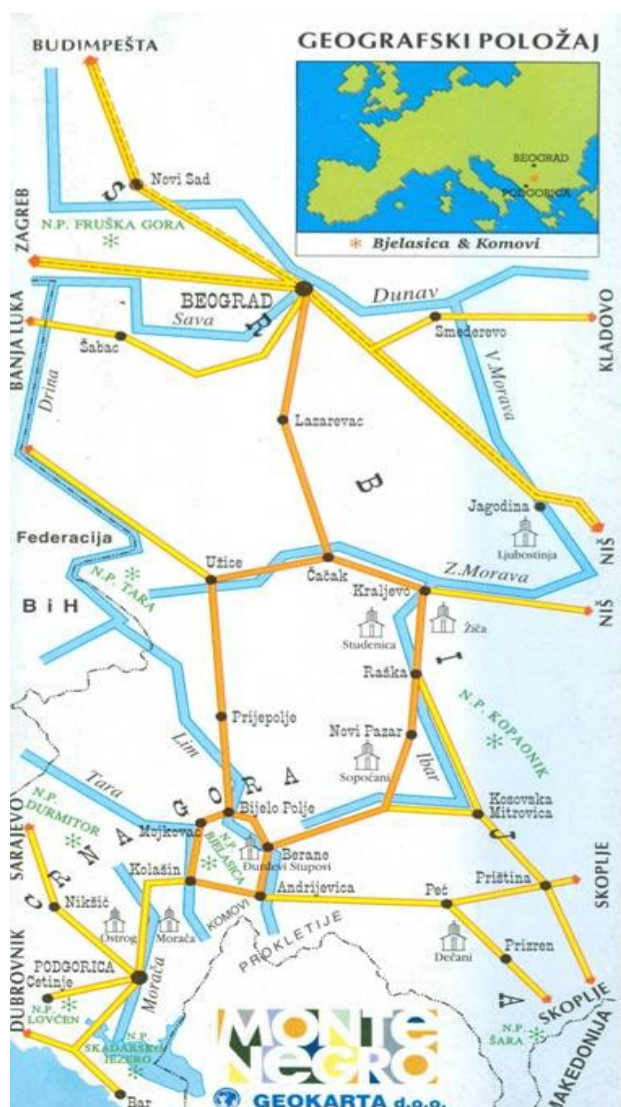 BUDIMPEŠTA
GEOGRAFSKI POLOŽAJ
BEOGRAD
PODGORICA
Bjelasica & Komovi
Novi Sad
N.P. FRUŠKA GORA
ZAGREB
S
BEOGRAD
R
Dunav
Sava
Smederevo
KLADOVO
BANJA LUKA
Šabac
Drina
V.Morava
Lazarevac
B
Jagodina
Ljubostinja
NIŠ
Federacija
BiH
N.P. TARA
Užice
Čačak
Z.Morava
Kraljevo
NIŠ
Studenica
Žiča
I
Raška
Prijepolje
Novi Pazar
N.P. KOPAONIK
Sopoćani
Ibar
Lim
Tara
CRNA GORA
N.P.
DURMITOR
Bijelo Polje
Mojkovac
N.P.
BJELASICA
Kosovska
Mitrovica
J
SARAJEVO
Berane
Đurđevi Stupovi
Kolašin
Andrijevica
Peć
Priština
SKOPLJE
Nikšić
KOMOVI
Ostrog
Morača
PROKLETIJE
Dečani
Prizren
PODGORICA
Cetinje
Morača
A
SKOPLJE
DUBROVNIK
N.P.
LOVĆEN
N.P.
SKADARSKO
JEZERO
N.P.
ŠARA
MAKEDONIJA
MONTE
NEGRO
Bar
GEOKARTA d.o.o.